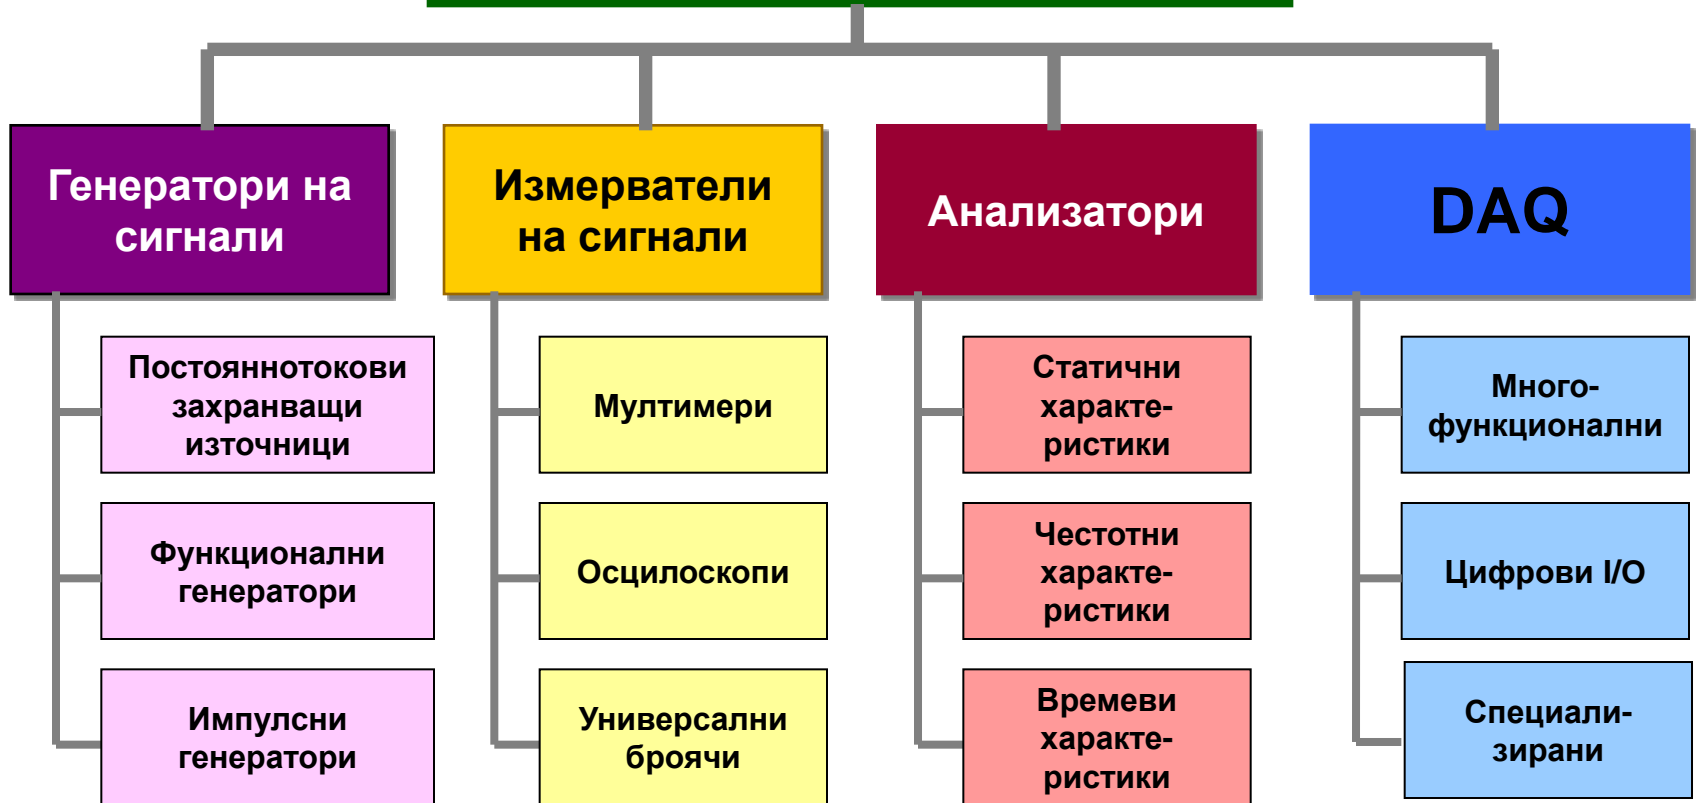 Генератори на
сигнали
Измерватели
на сигнали
Анализатори
DAQ
Постояннотокови
захранващи
източници
Функционални
генератори
Импулсни
генератори
Мултимери
Осцилоскопи
Универсални
броячи
Статични
характе-
ристики
Честотни
характе-
ристики
Времеви
характе-
ристики
Много-
функционални
Цифрови I/O
Специали-
зирани